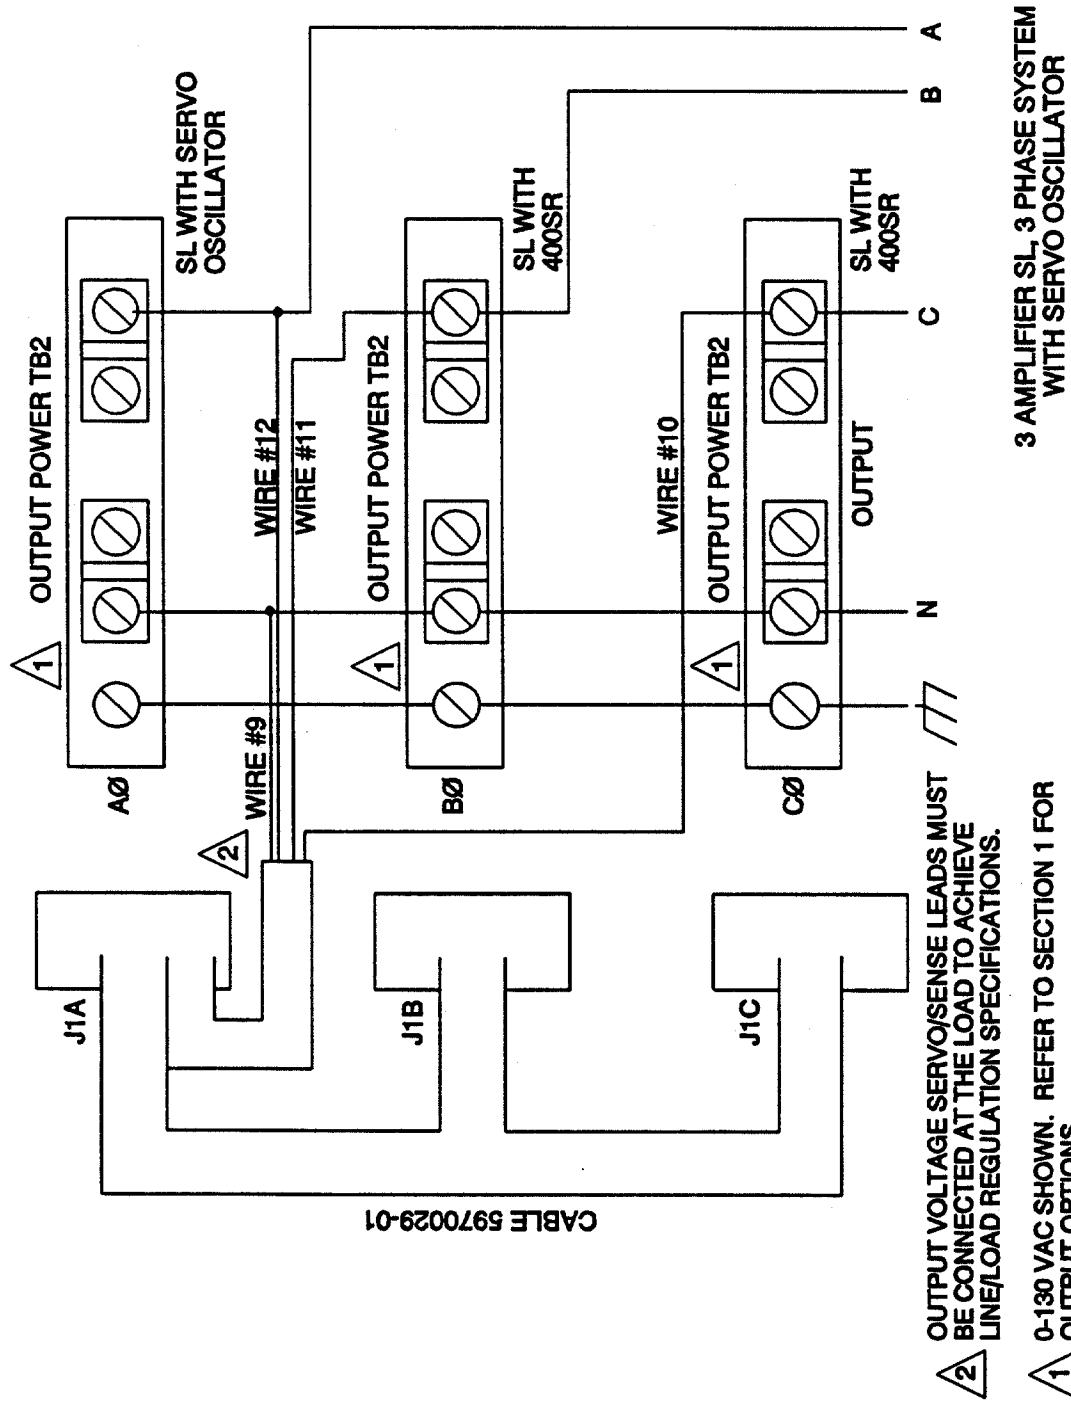 J1A
J1B
J1C
CABLE 5970029-01
2
WIRE #9
AØ
1
OUTPUT POWER TB2
SL WITH SERVO
OSCILLATOR
WIRE #12
WIRE #11
BØ
1
OUTPUT POWER TB2
SL WITH
400SR
WIRE #10
CØ
1
OUTPUT POWER TB2
SL WITH
400SR
OUTPUT
N
C
B
A
2 OUTPUT VOLTAGE SERVO/SENSE LEADS MUST
BE CONNECTED AT THE LOAD TO ACHIEVE
LINE/LOAD REGULATION SPECIFICATIONS.
1 0-130 VAC SHOWN. REFER TO SECTION 1 FOR
OUTPUT OPTIONS
3 AMPLIFIER SL, 3 PHASE SYSTEM
WITH SERVO OSCILLATOR